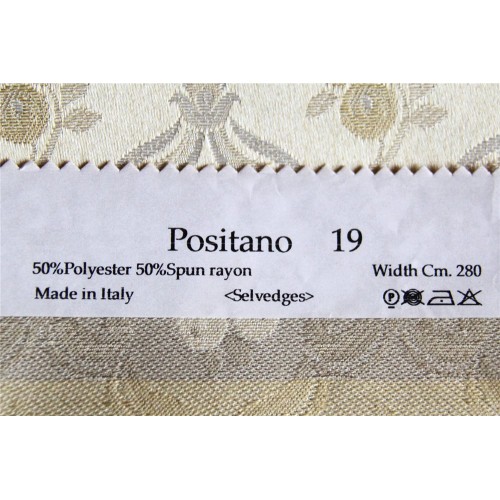 Positano 19
50%Polyester 50%Spun rayon Width Cm. 280
Made in Italy <Selvedges> P